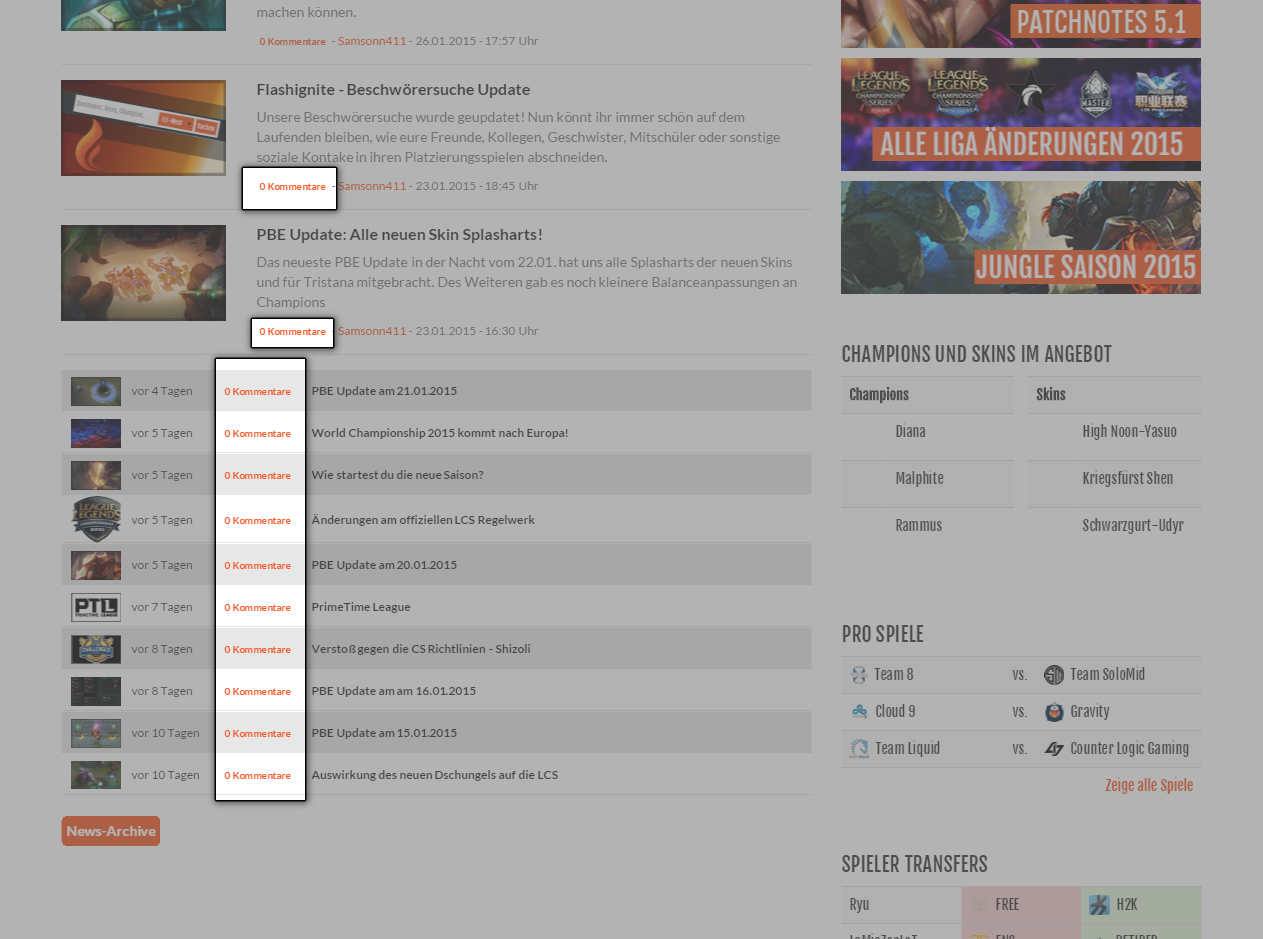 machen können.
0 Kommentare - Samsonn411 - 26.01.2015 - 17:57 Uhr
Flashignite - Beschwörersuche Update
Unsere Beschwörersuche wurde geupdatet! Nun könnt ihr immer schön auf dem
Laufenden bleiben, wie eure Freunde, Kollegen, Geschwister, Mitschüler oder sonstige
soziale Kontake in ihren Platzierungsspielen abschneiden.
0 Kommentare - Samsonn411 - 23.01.2015 - 18:45 Uhr
PBE Update: Alle neuen Skin Splasharts!
Das neueste PBE Update in der Nacht vom 22.01. hat uns alle Splasharts der neuen Skins
und für Tristana mitgebracht. Des Weiteren gab es noch kleinere Balanceanpassungen an
Champions
0 Kommentare - Samsonn411 - 23.01.2015 - 16:30 Uhr
vor 4 Tagen 0 Kommentare PBE Update am 21.01.2015
vor 5 Tagen 0 Kommentare World Championship 2015 kommt nach Europa!
vor 5 Tagen 0 Kommentare Wie startest du die neue Saison?
LEAGUE LEGENDS
vor 5 Tagen 0 Kommentare Änderungen am offiziellen LCS Regelwerk
vor 5 Tagen 0 Kommentare PBE Update am 20.01.2015
PTL
vor 7 Tagen 0 Kommentare PrimeTime League
vor 8 Tagen 0 Kommentare Verstoß gegen die CS Richtlinien - Shizoli
vor 8 Tagen 0 Kommentare PBE Update am am 16.01.2015
vor 10 Tagen 0 Kommentare PBE Update am 15.01.2015
vor 10 Tagen 0 Kommentare Auswirkung des neuen Dschungels auf die LCS
News-Archive
PATCHNOTES 5.1
LEAGUE LEGENDS CHAMPIONSHIP SERIES
LEAGUE LEGENDS CHAMPIONSHIP SERIES
MASTER
职业联赛
ALLE LIGA ÄNDERUNGEN 2015
JUNGLE SAISON 2015
CHAMPIONS UND SKINS IM ANGEBOT
Champions Skins
Diana High Noon-Yasuo
Malphite Kriegsfürst Shen
Rammus Schwarzgurt-Udyr
PRO SPIELE
Team 8 vs. Team SoloMid
Cloud 9 vs. Gravity
Team Liquid vs. Counter Logic Gaming
Zeige alle Spiele
SPIELER TRANSFERS
Ryu FREE H2K